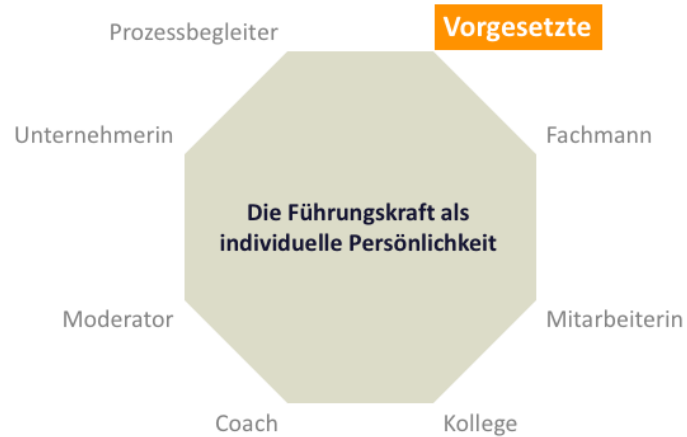 Prozessbegleiter
Vorgesetzte
Unternehmerin
Fachmann
Die Führungskraft als
individuelle Persönlichkeit
Moderator
Mitarbeiterin
Coach
Kollege